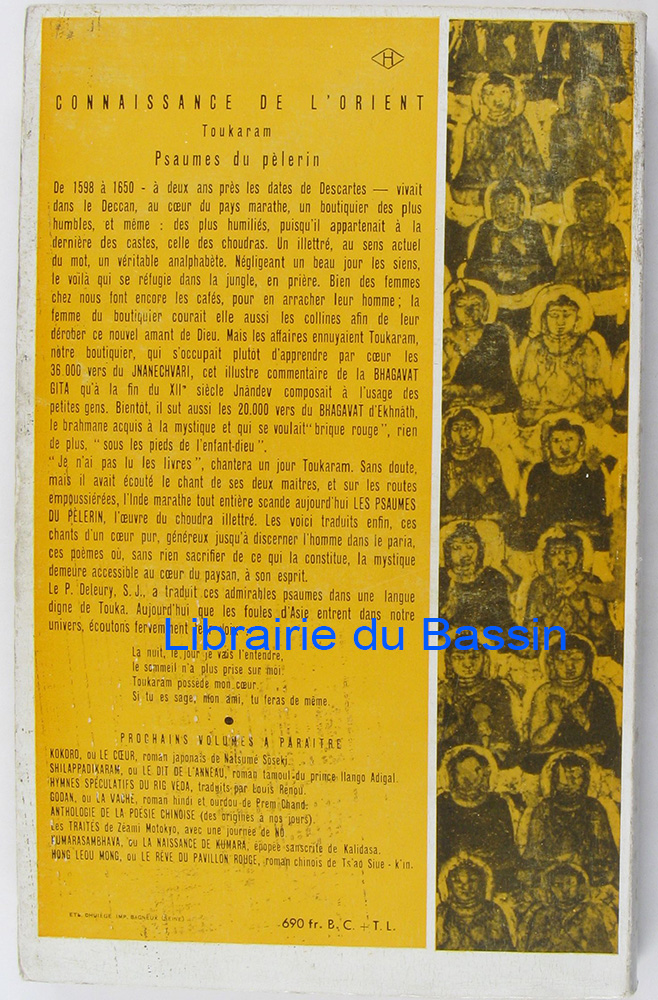 H
CONNAISSANCE DE L'ORIENT
Toukaram
Psaumes du pèlerin
De 1598 à 1650 - à deux ans près les dates de Descartes — vivait
dans le Deccan, au cœur du pays marathe, un boutiquier des plus
humbles, et même : des plus humiliés, puisqu'il appartenait à la
dernière des castes, celle des choudras. Un illettré, au sens actuel
du mot, un véritable analphabète. Négligeant un beau jour les siens,
le voilà qui se réfugie dans la jungle, en prière. Bien des femmes
chez nous font encore les cafés, pour en arracher leur homme ; la
femme du boutiquier courait elle aussi les collines afin de leur
dérober ce nouvel amant de Dieu. Mais les affaires ennuyaient Toukaram,
nôtre boutiquier, qui s'occupait plutôt d'apprendre par cœur les
36.000 vers du JNANECHVARI, cet illustre commentaire de la BHAGAVAT
GITA qu'à la fin du XIIᵉ siècle Jnândev composait à l'usage des
petites gens. Bientôt, il sut aussi les 20.000 vers du BHAGAVAT d'Ekhnâth,
le brahmane acquis à la mystique et qui se voulait "brique rouge", rien
de plus, "sous les pieds de l'enfant-dieu".
"Je n'ai pas lu les livres", chantera un jour Toukaram. Sans doute,
mais il avait écouté le chant de ses deux maîtres, et sur les routes
empoussiérées, l'Inde marathe tout entière scande aujourd'hui LES PSAUMES
DU PÈLERIN, l'œuvre du choudra illettré. Les voici traduits enfin, ces
chants d'un cœur pur, généreux jusqu'à discerner l'homme dans le paria,
ces poèmes où, sans rien sacrifier de ce qui la constitue, la mystique
demeure accessible au cœur du paysan, à son esprit.
Le P. Deleury, S.J., a traduit ces admirables psaumes dans une langue
digne de Touka. Aujourd'hui que les foules d'Asie entrent dans notre
univers, écoutons fervemment
Librairie du Bassin
La nuit, le jour je vais l'entendre,
le sommeil n'a plus prise sur moi.
Toukaram possède mon cœur.
Si tu es sage, mon ami, tu feras de même.
PROCHAINS VOLUMES A PARAITRE
KOKORO, ou LE CŒUR, roman japonais de Natsumé Sôseki.
SHILAPPADIKARAM, ou LE DIT DE L'ANNEAU, roman tamoul du prince Ilango Adigal.
HYMNES SPÉCULATIFS DU RIG VEDA, traduits par Louis Renou.
GODAN, ou LA VACHE, roman hindi et ourdou de Prem Chand.
ANTHOLOGIE DE LA POÉSIE CHINOISE (des origines à nos jours).
Les TRAITÉS de Zéami Motokyo, avec une journée de NÔ
KUMARASAMBHAVA, ou LA NAISSANCE DE KUMARA, épopée sanscrite de Kalidasa.
HONG LEOU MONG, ou LE RÊVE DU PAVILLON ROUGE, roman chinois de Ts'ao Siue-k'in.
IMP. BAGNEUX (SEINE)
690 fr. B. C. + T. L.